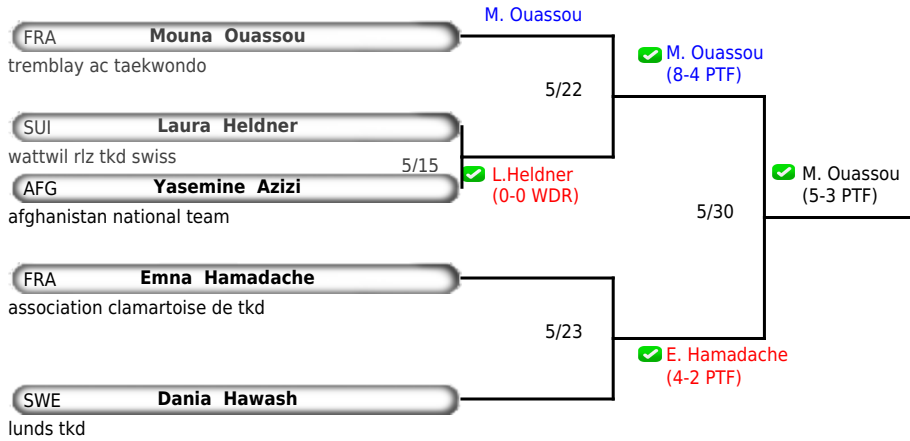 M. Ouassou
FRA Mouna Ouassou
tremblay ac taekwondo
M. Ouassou
(8-4 PTF)
5/22
SUI Laura Heldner
wattwil rlz tkd swiss
5/15
L.Heldner
(0-0 WDR)
AFG Yasemine Azizi
afghanistan national team
M. Ouassou
(5-3 PTF)
5/30
FRA Emna Hamadache
association clamartoise de tkd
5/23
E. Hamadache
(4-2 PTF)
SWE Dania Hawash
lunds tkd